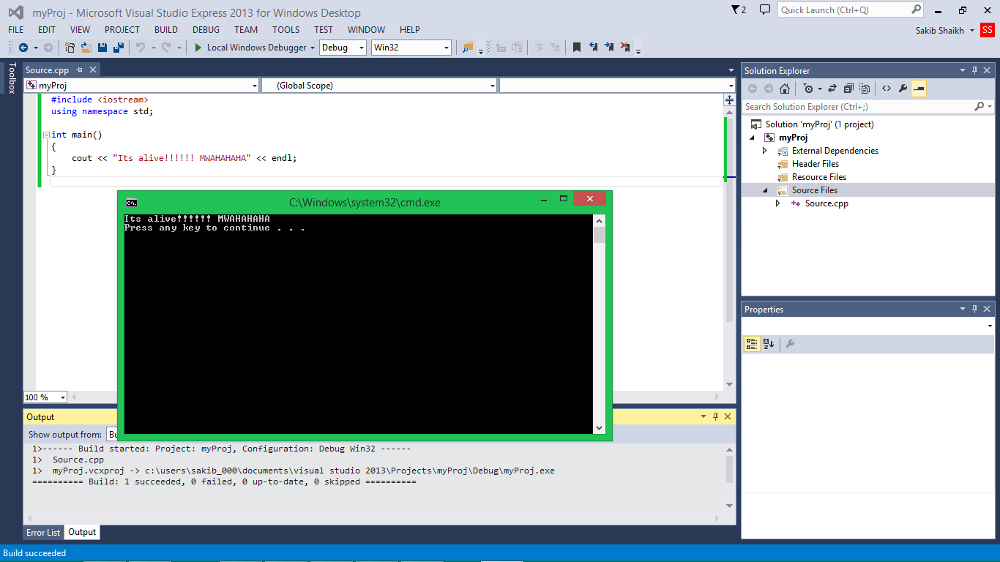 myProj - Microsoft Visual Studio Express 2013 for Windows Desktop
2
Quick Launch (Ctrl+Q)
FILE EDIT VIEW PROJECT BUILD DEBUG TEAM TOOLS TEST WINDOW HELP
Sakib Shaikh SS
Local Windows Debugger Debug Win32
Toolbox
Source.cpp
myProj (Global Scope)
#include <iostream>
using namespace std;
int main()
{
cout << "Its alive!!!!!! MWAHAHAHA" << endl;
}
C:\Windows\system32\cmd.exe
Its alive!!!!!! MWAHAHAHA
Press any key to continue . . .
100 %
Output
Show output from:
1>------ Build started: Project: myProj, Configuration: Debug Win32 ------
1> Source.cpp
1> myProj.vcxproj -> c:\users\sakib_000\documents\visual studio 2013\Projects\myProj\Debug\myProj.exe
========== Build: 1 succeeded, 0 failed, 0 up-to-date, 0 skipped ==========
Error List Output
Build succeeded
Solution Explorer
Search Solution Explorer (Ctrl+;)
Solution 'myProj' (1 project)
myProj
External Dependencies
Header Files
Resource Files
Source Files
Source.cpp
Properties